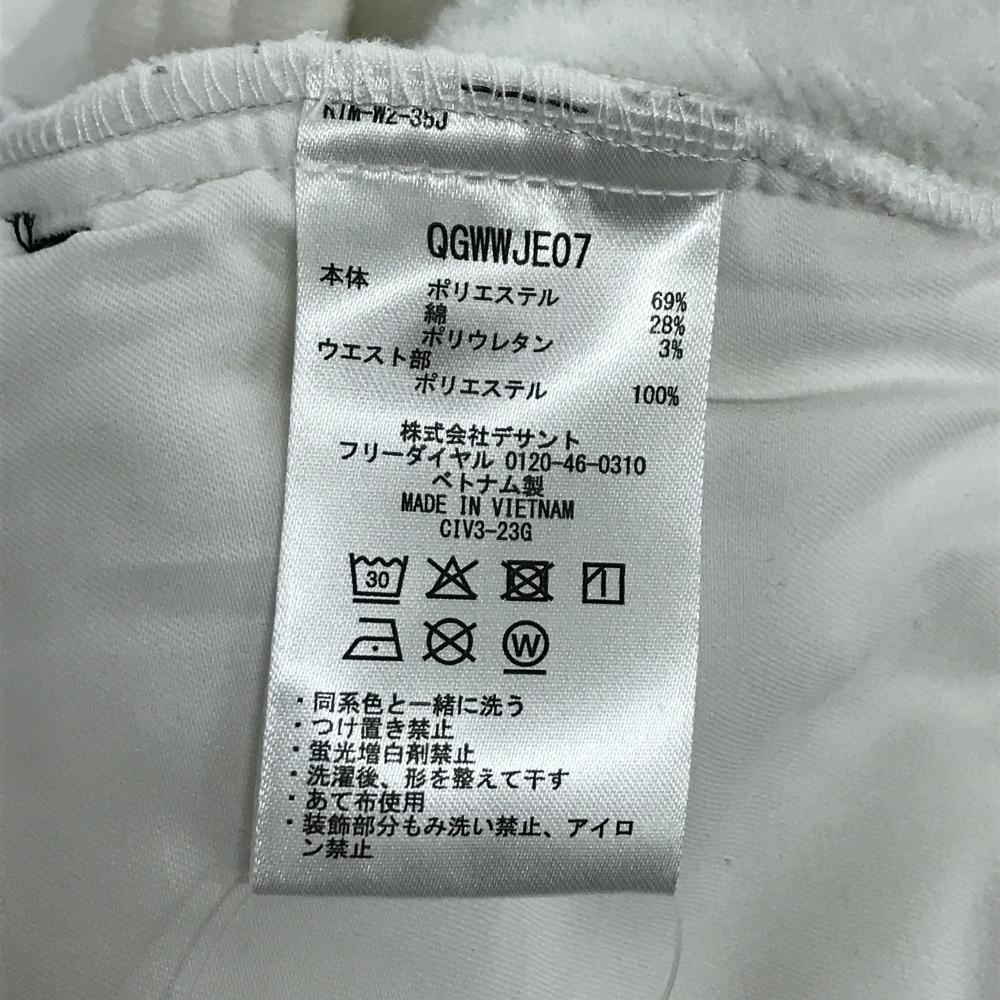 KTM-W2-35J
QGWWJE07
本体
ポリエステル 69%
綿 28%
ポリウレタン 3%
ウエスト部
ポリエステル 100%
株式会社デサント
フリーダイヤル 0120-46-0310
ベトナム製
MADE IN VIETNAM
CIV3-23G
30
W
・同系色と一緒に洗う
・つけ置き禁止
・蛍光増白剤禁止
・洗濯後、形を整えて干す
・あて布使用
・装飾部分もみ洗い禁止、アイロ
ン禁止